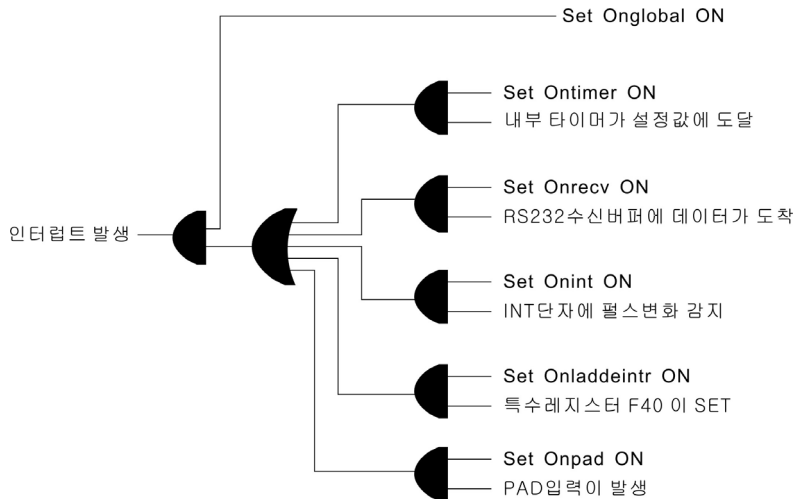 Set Onglobal ON
Set Ontimer ON
내부 타이머가 설정값에 도달
Set Onrecv ON
RS232수신버퍼에 데이터가 도착
인터럽트 발생
Set Onint ON
INT단자에 펄스변화 감지
Set Onladdeintr ON
특수레지스터 F40 이 SET
Set Onpad ON
PAD입력이 발생